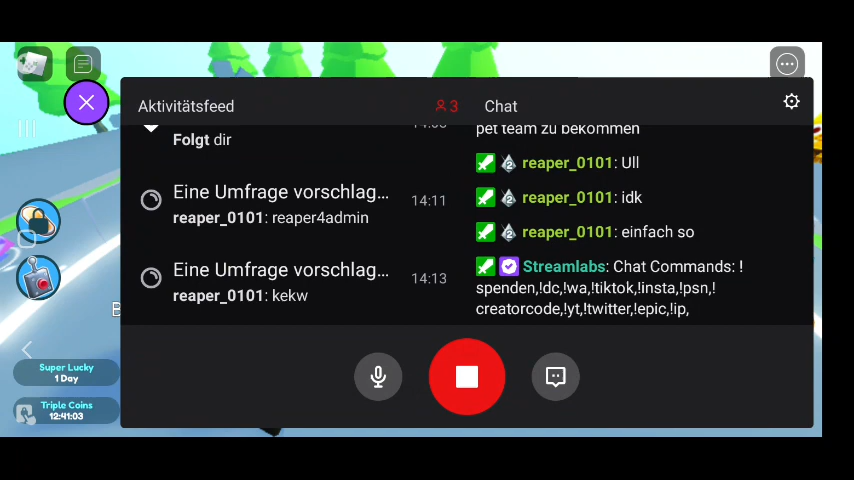 Aktivitätsfeed
3
Chat
Folgt dir
Eine Umfrage vorschlag...
reaper_0101: reaper4admin
14:11
Eine Umfrage vorschlag...
reaper_0101: kekw
14:13
pet team zu bekommen
reaper_0101: Ull
reaper_0101: idk
reaper_0101: einfach so
Streamlabs: Chat Commands: !
spenden,!dc,!wa,!tiktok,!insta,!psn,!
creatorcode,!yt,!twitter,!epic,!ip,
Super Lucky
1 Day
Triple Coins
12:41:03